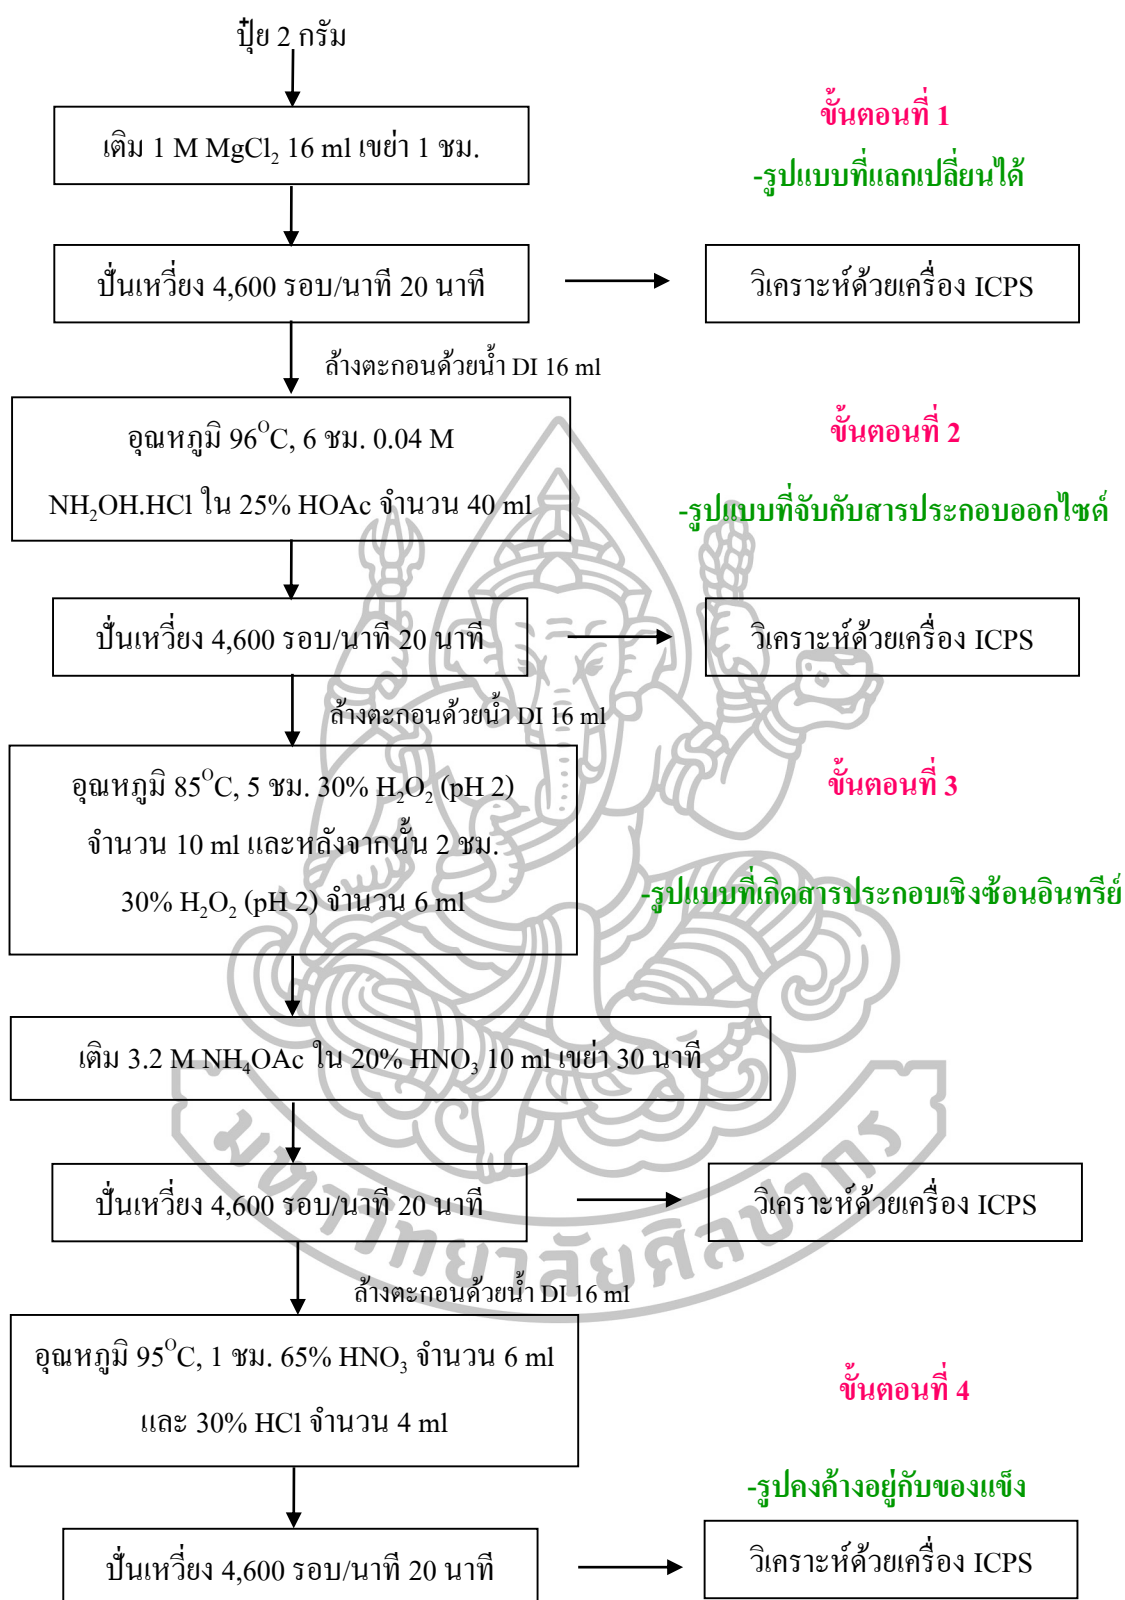 ปุ๋ย 2 กรัม
เติม 1 M MgCl₂ 16 ml เขย่า 1 ชม.
ขั้นตอนที่ 1
-รูปแบบที่แลกเปลี่ยนได้
ปั่นเหวี่ยง 4,600 รอบ/นาที 20 นาที
วิเคราะห์ด้วยเครื่อง ICPS
ล้างตะกอนด้วยน้ำ DI 16 ml
อุณหภูมิ 96ᴼC, 6 ชม. 0.04 M
NH₂OH.HCl ใน 25% HOAc จำนวน 40 ml
ขั้นตอนที่ 2
-รูปแบบที่จับกับสารประกอบออกไซด์
ปั่นเหวี่ยง 4,600 รอบ/นาที 20 นาที
วิเคราะห์ด้วยเครื่อง ICPS
ล้างตะกอนด้วยน้ำ DI 16 ml
อุณหภูมิ 85ᴼC, 5 ชม. 30% H₂O₂ (pH 2)
จำนวน 10 ml และหลังจากนั้น 2 ชม.
30% H₂O₂ (pH 2) จำนวน 6 ml
ขั้นตอนที่ 3
-รูปแบบที่เกิดสารประกอบเชิงซ้อนอินทรีย์
เติม 3.2 M NH₄OAc ใน 20% HNO₃ 10 ml เขย่า 30 นาที
ปั่นเหวี่ยง 4,600 รอบ/นาที 20 นาที
วิเคราะห์ด้วยเครื่อง ICPS
มหาวิทยาลัยศิลปากร
ล้างตะกอนด้วยน้ำ DI 16 ml
อุณหภูมิ 95ᴼC, 1 ชม. 65% HNO₃ จำนวน 6 ml
และ 30% HCl จำนวน 4 ml
ขั้นตอนที่ 4
-รูปคงค้างอยู่กับของแข็ง
ปั่นเหวี่ยง 4,600 รอบ/นาที 20 นาที
วิเคราะห์ด้วยเครื่อง ICPS